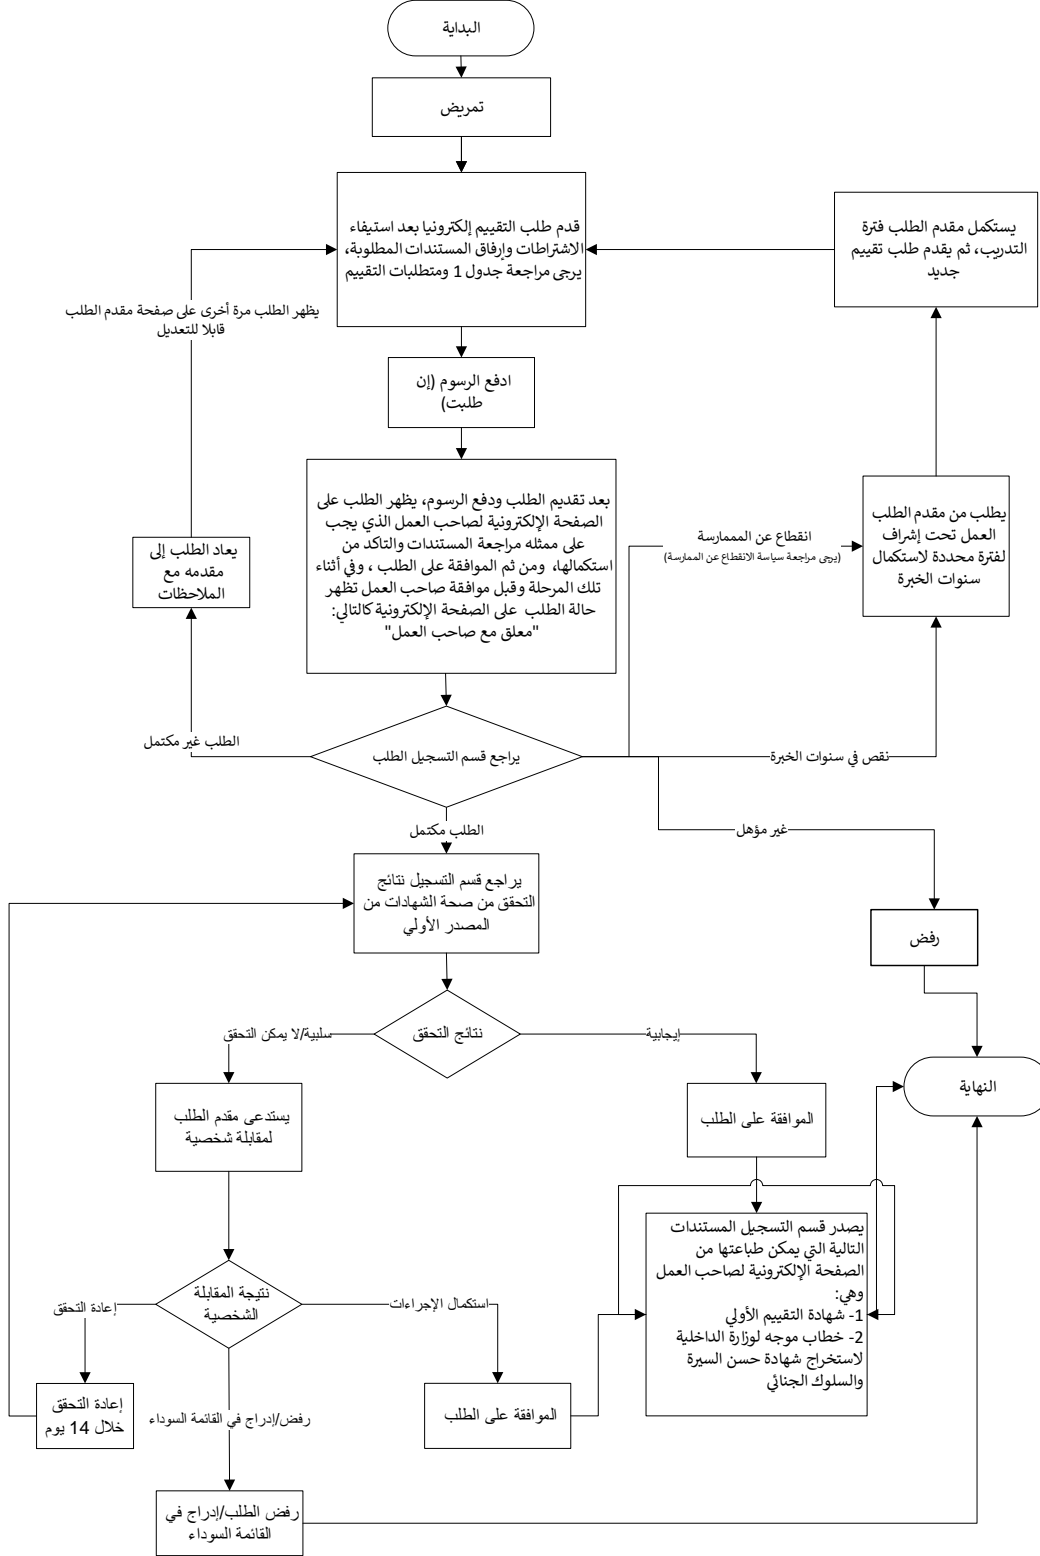 البداية
تمريض
قدم طلب التقييم إلكترونيا بعد استيفاء
الاشتراطات وإرفاق المستندات المطلوبة،
يرجى مراجعة جدول 1 ومتطلبات التقييم
يستكمل مقدم الطلب فترة
التدريب، ثم يقدم طلب تقييم
جديد
يظهر الطلب مرة أخرى على صفحة مقدم الطلب
قابلا للتعديل
ادفع الرسوم (إن
طلبت)
بعد تقديم الطلب ودفع الرسوم، يظهر الطلب على
الصفحة الإلكترونية لصاحب العمل الذي يجب
على ممثله مراجعة المستندات والتاكد من
استكمالها، ومن ثم الموافقة على الطلب ، وفي أثناء
تلك المرحلة وقبل موافقة صاحب العمل تظهر
حالة الطلب على الصفحة الإلكترونية كالتالي:
"معلق مع صاحب العمل"
انقطاع عن المممارسة
(يرجى مراجعة سياسة الانقطاع عن الممارسة)
يطلب من مقدم الطلب
العمل تحت إشراف
لفترة محددة لاستكمال
سنوات الخبرة
يعاد الطلب إلى
مقدمه مع
الملاحظات
الطلب غير مكتمل
يراجع قسم التسجيل الطلب
نقص في سنوات الخبرة
الطلب مكتمل
غير مؤهل
يراجع قسم التسجيل نتائج
التحقق من صحة الشهادات من
المصدر الأولي
رفض
نتائج التحقق
سلبية/لا يمكن التحقق
إيجابية
النهاية
يستدعى مقدم الطلب
لمقابلة شخصية
الموافقة على الطلب
يصدر قسم التسجيل المستندات
التالية التي يمكن طباعتها من
الصفحة الإلكترونية لصاحب العمل
وهي:
1- شهادة التقييم الأولي
2- خطاب موجه لوزارة الداخلية
لاستخراج شهادة حسن السيرة
والسلوك الجنائي
نتيجة المقابلة
الشخصية
إعادة التحقق
استكمال الإجراءات
إعادة التحقق
خلال 14 يوم
رفض/إدراج في القائمة السوداء
الموافقة على الطلب
رفض الطلب/إدراج في
القائمة السوداء